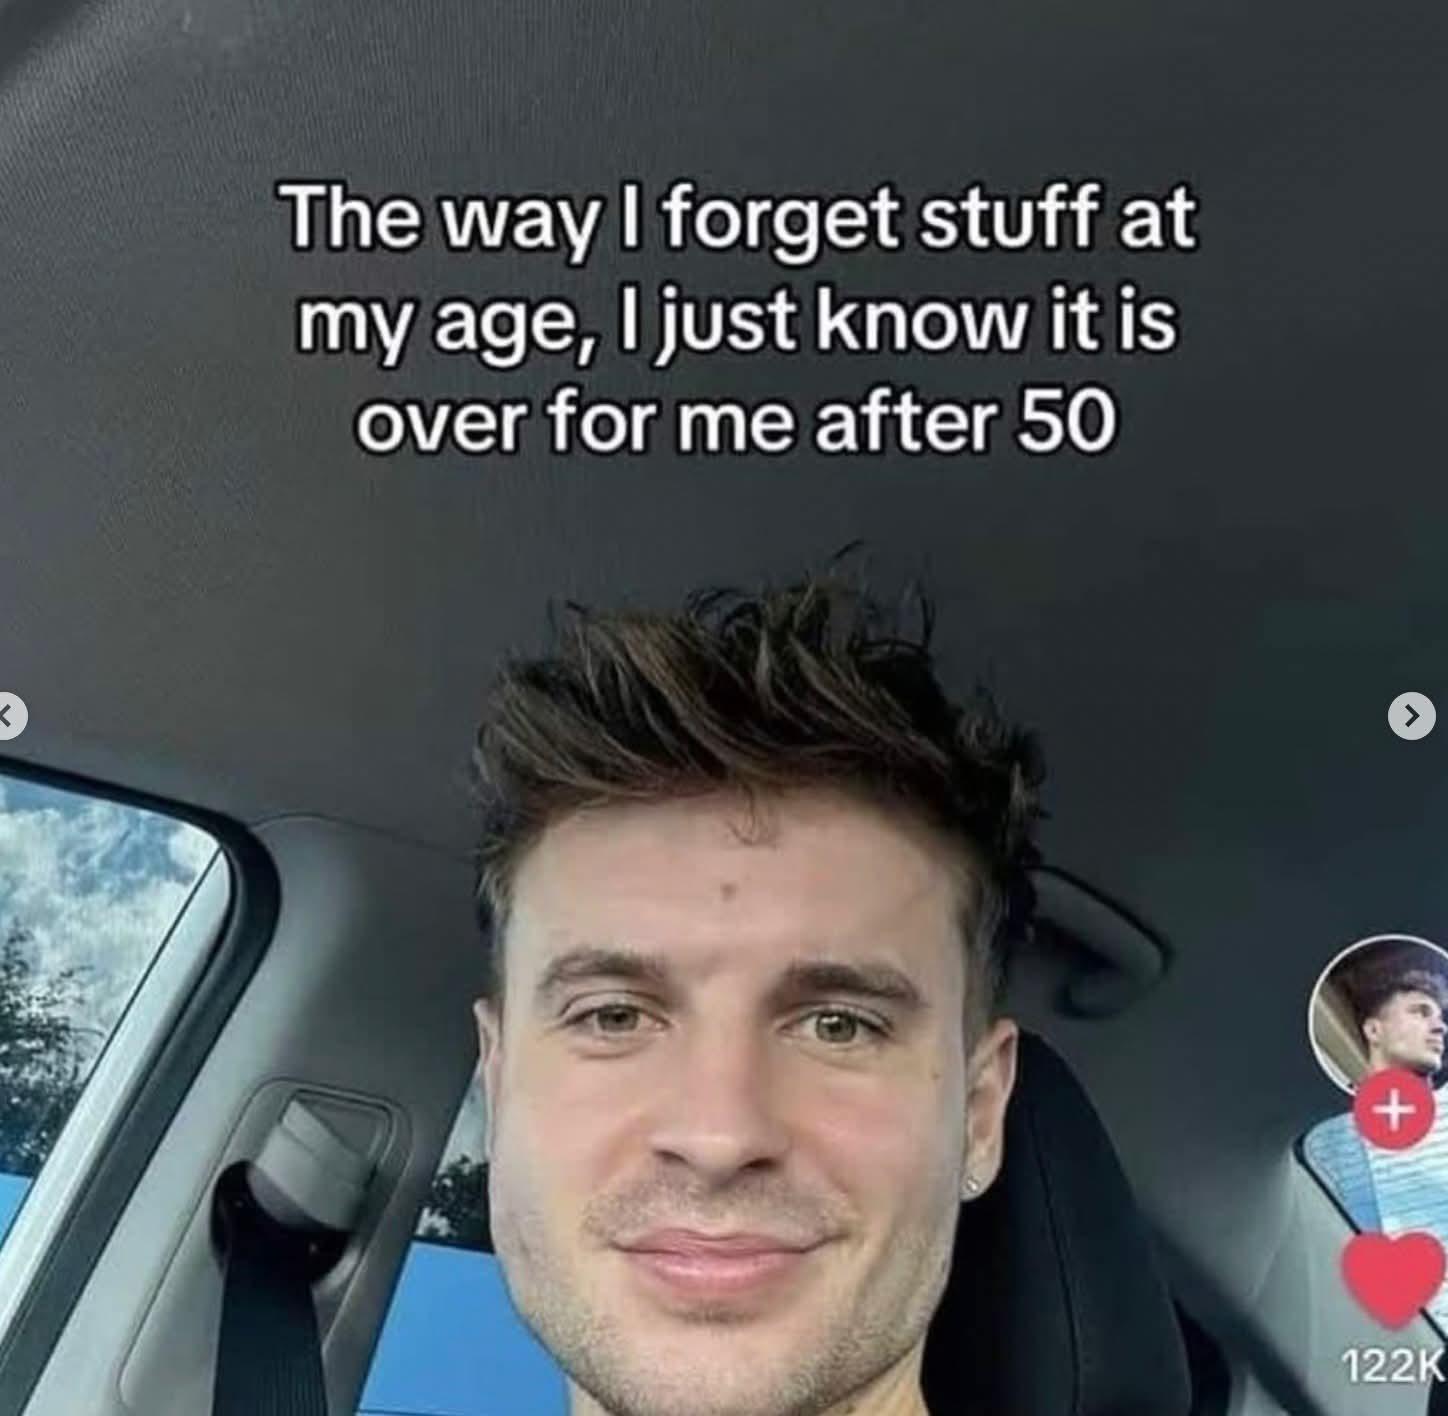 The way I forget stuff at
my age, I just know it is
over for me after 50
122K